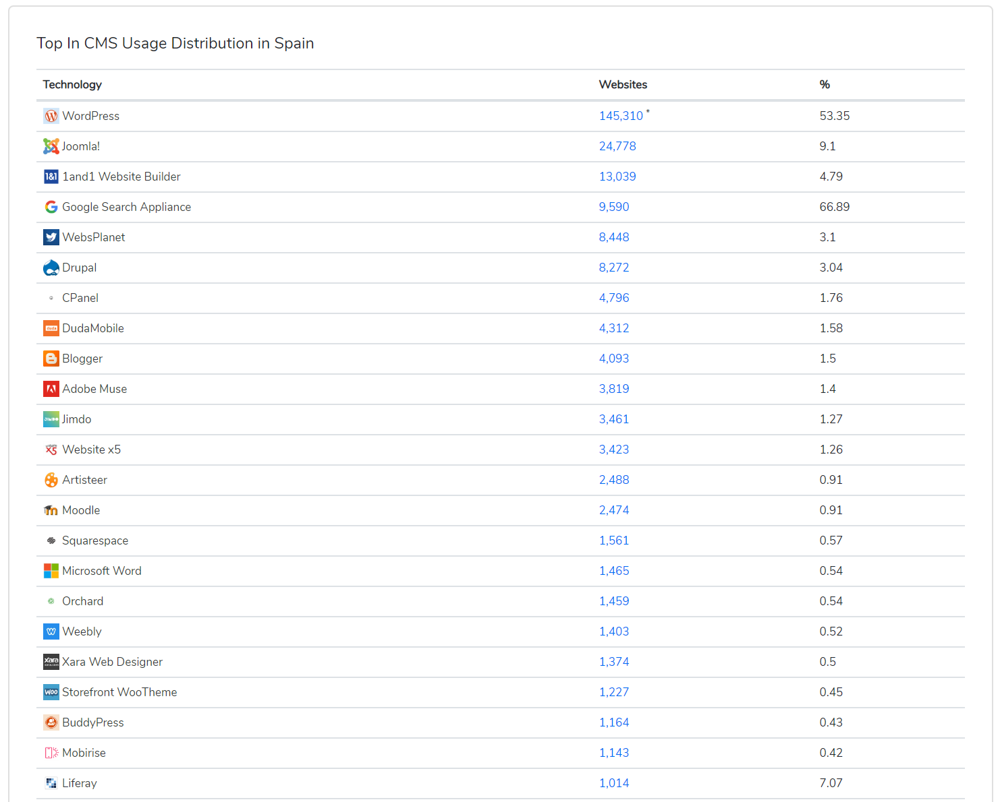 Top In CMS Usage Distribution in Spain
Technology Websites %
WordPress 145,310 * 53.35
Joomla! 24,778 9.1
1&1 1and1 Website Builder 13,039 4.79
Google Search Appliance 9,590 66.89
WebsPlanet 8,448 3.1
Drupal 8,272 3.04
CPanel 4,796 1.76
duda DudaMobile 4,312 1.58
Blogger 4,093 1.5
Adobe Muse 3,819 1.4
JIMDO Jimdo 3,461 1.27
x5 Website x5 3,423 1.26
Artisteer 2,488 0.91
Moodle 2,474 0.91
Squarespace 1,561 0.57
Microsoft Word 1,465 0.54
Orchard 1,459 0.54
Weebly 1,403 0.52
xara Xara Web Designer 1,374 0.5
WOO Storefront WooTheme 1,227 0.45
BuddyPress 1,164 0.43
Mobirise 1,143 0.42
Liferay 1,014 7.07